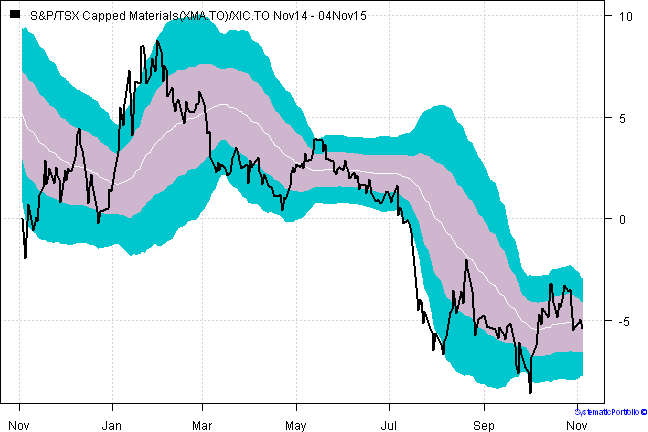 S&P/TSX Capped Materials(XMA.TO)/XIC.TO Nov14 - 04Nov15
10
5
0
-5
Nov Jan Mar May Jul Sep Nov
SystematicPortfolio ©